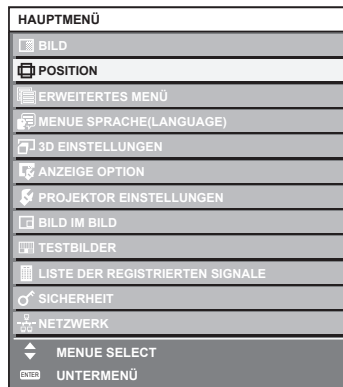 HAUPTMENÜ
BILD
POSITION
ERWEITERTES MENÜ
MENUE SPRACHE(LANGUAGE)
3D EINSTELLUNGEN
ANZEIGE OPTION
PROJEKTOR EINSTELLUNGEN
BILD IM BILD
TESTBILDER
LISTE DER REGISTRIERTEN SIGNALE
SICHERHEIT
NETZWERK
MENUE SELECT
ENTER UNTERMENÜ